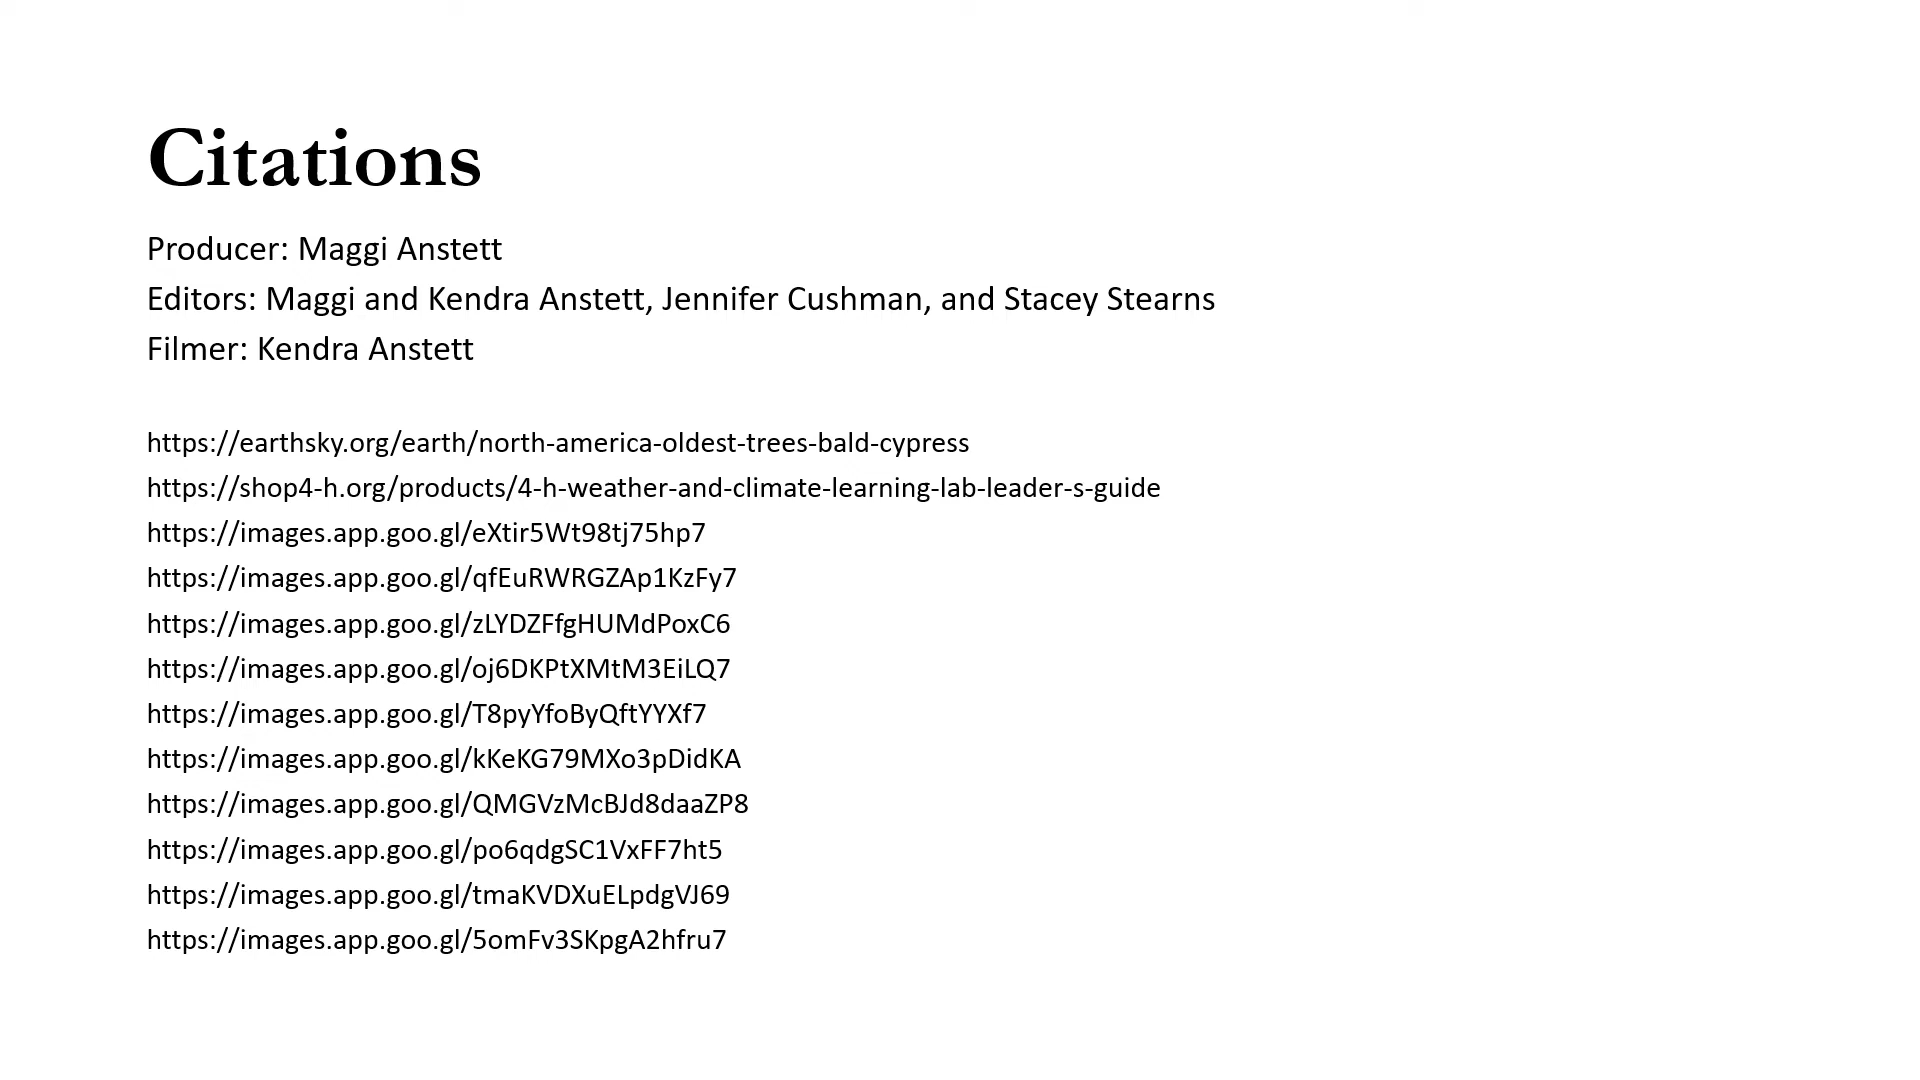 Citations
Producer: Maggi Anstett
Editors: Maggi and Kendra Anstett, Jennifer Cushman, and Stacey Stearns
Filmer: Kendra Anstett
https://earthsky.org/earth/north-america-oldest-trees-bald-cypress
https://shop4-h.org/products/4-h-weather-and-climate-learning-lab-leader-s-guide
https://images.app.goo.gl/eXtir5Wt98tj75hp7
https://images.app.goo.gl/qfEuRWRGZAp1KzFy7
https://images.app.goo.gl/zLYDZFfgHUMdPoxC6
https://images.app.goo.gl/oj6DKPtXMtM3EiLQ7
https://images.app.goo.gl/T8pyYfoByQftYYXf7
https://images.app.goo.gl/kKeKG79MXo3pDidKA
https://images.app.goo.gl/QMGVzMcBJd8daaZP8
https://images.app.goo.gl/po6qdgSC1VxFF7ht5
https://images.app.goo.gl/tmaKVDXuELpdgVJ69
https://images.app.goo.gl/5omFv3SKpgA2hfru7